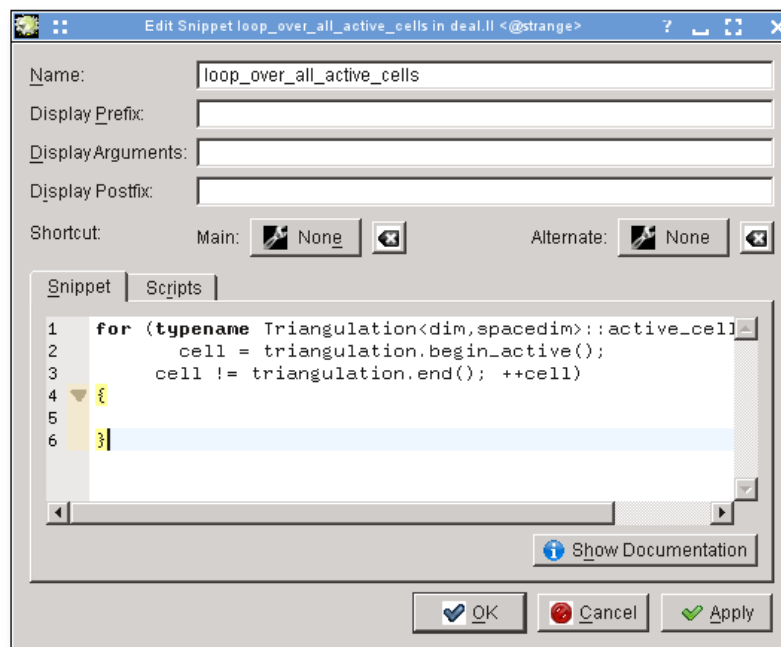 Edit Snippet loop_over_all_active_cells in deal.II <@strange>
Name: loop_over_all_active_cells
Display Prefix:
Display Arguments:
Display Postfix:
Shortcut: Main: None Alternate: None
Snippet Scripts
1 for (typename Triangulation<dim,spacedim>::active_cell
2 cell = triangulation.begin_active();
3 cell != triangulation.end(); ++cell)
4 {
5
6 }
Show Documentation
OK Cancel Apply